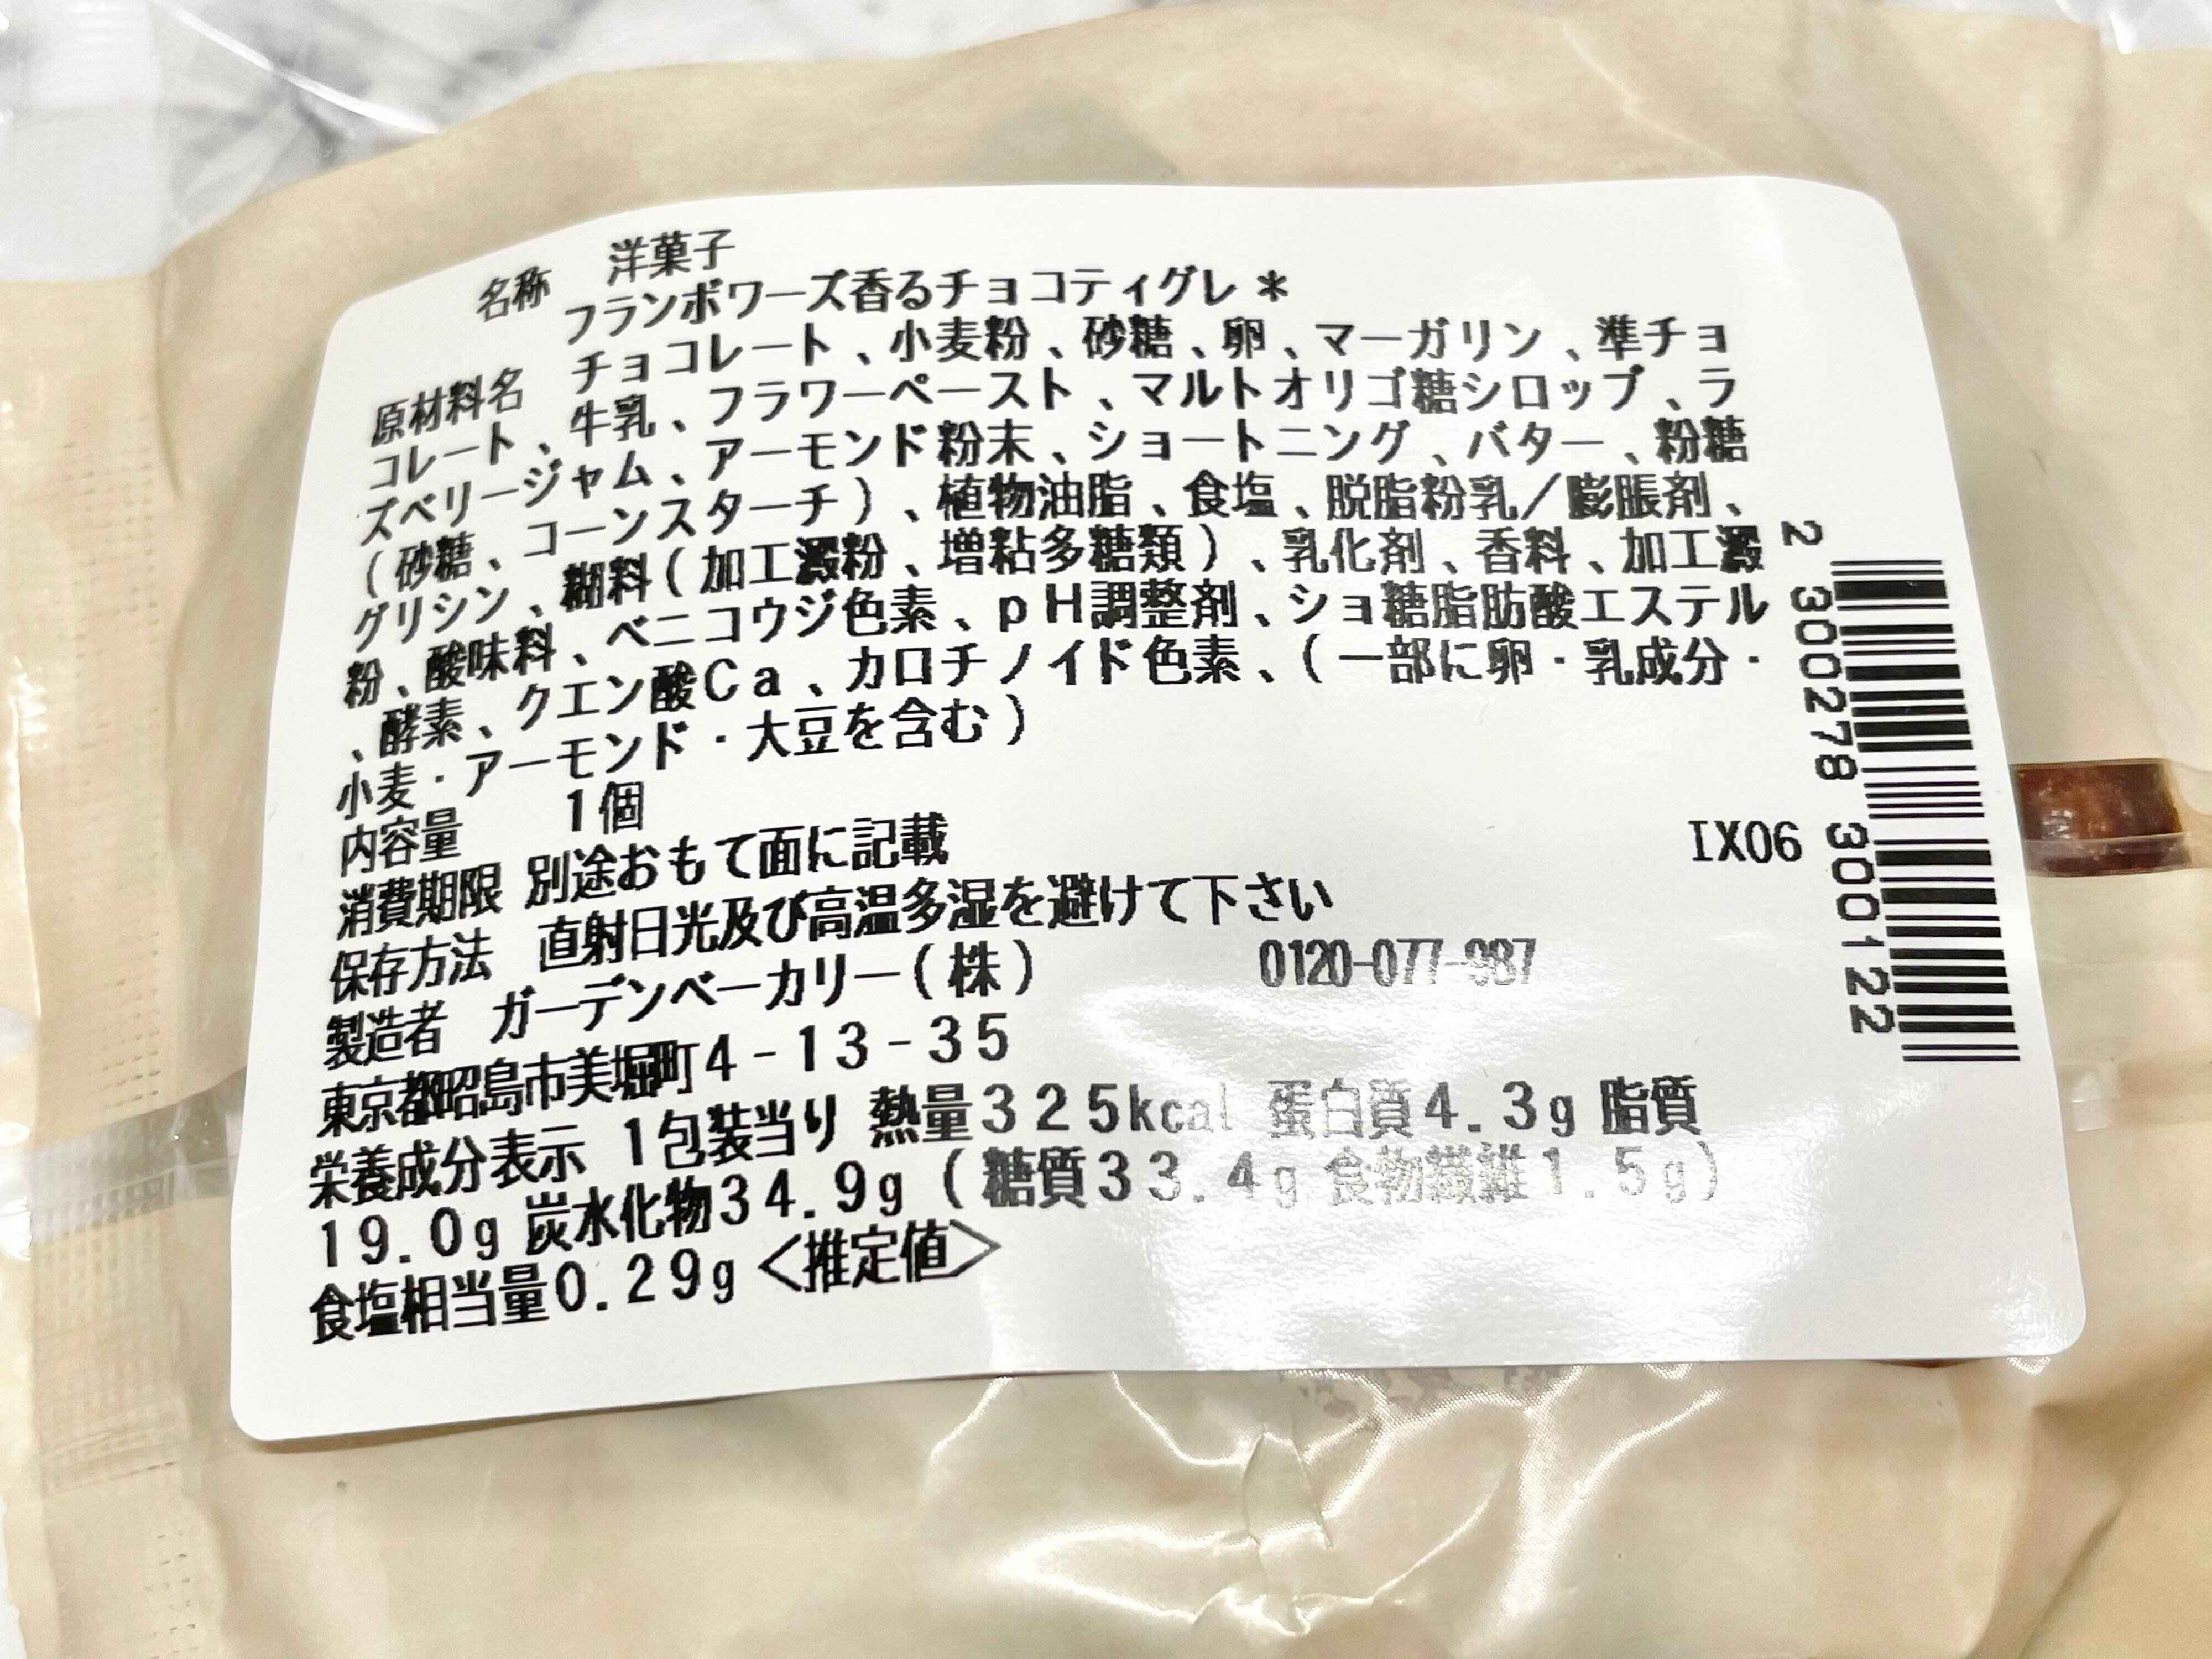 名称 洋菓子
フランボワーズ香るチョコティグレ＊
原材料名 チョコレート、小麦粉、砂糖、卵、マーガリン、準チョ
コレート、牛乳、フラワーペースト、マルトオリゴ糖シロップ、ラ
ズベリージャム、アーモンド粉末、ショートニング、バター、粉糖
(砂糖、コーンスターチ)、植物油脂、食塩、脱脂粉乳／膨脹剤、
グリシン、糊料(加工澱粉、増粘多糖類)、乳化剤、香料、加工澱
粉、酸味料、ベニコウジ色素、pH調整剤、ショ糖脂肪酸エステル
、酵素、クエン酸Ca、カロチノイド色素、(一部に卵・乳成分・
小麦・アーモンド・大豆を含む)
内容量 1個
消費期限 別途おもて面に記載
IX06
保存方法 直射日光及び高温多湿を避けて下さい
製造者 ガーデンベーカリー(株) 0120-077-987
東京都昭島市美堀町4-13-35
栄養成分表示 1包装当り 熱量325kcal 蛋白質4.3g 脂質
19.0g 炭水化物34.9g (糖質33.4g 食物繊維1.5g)
食塩相当量0.29g<推定値>
2 300278 300122